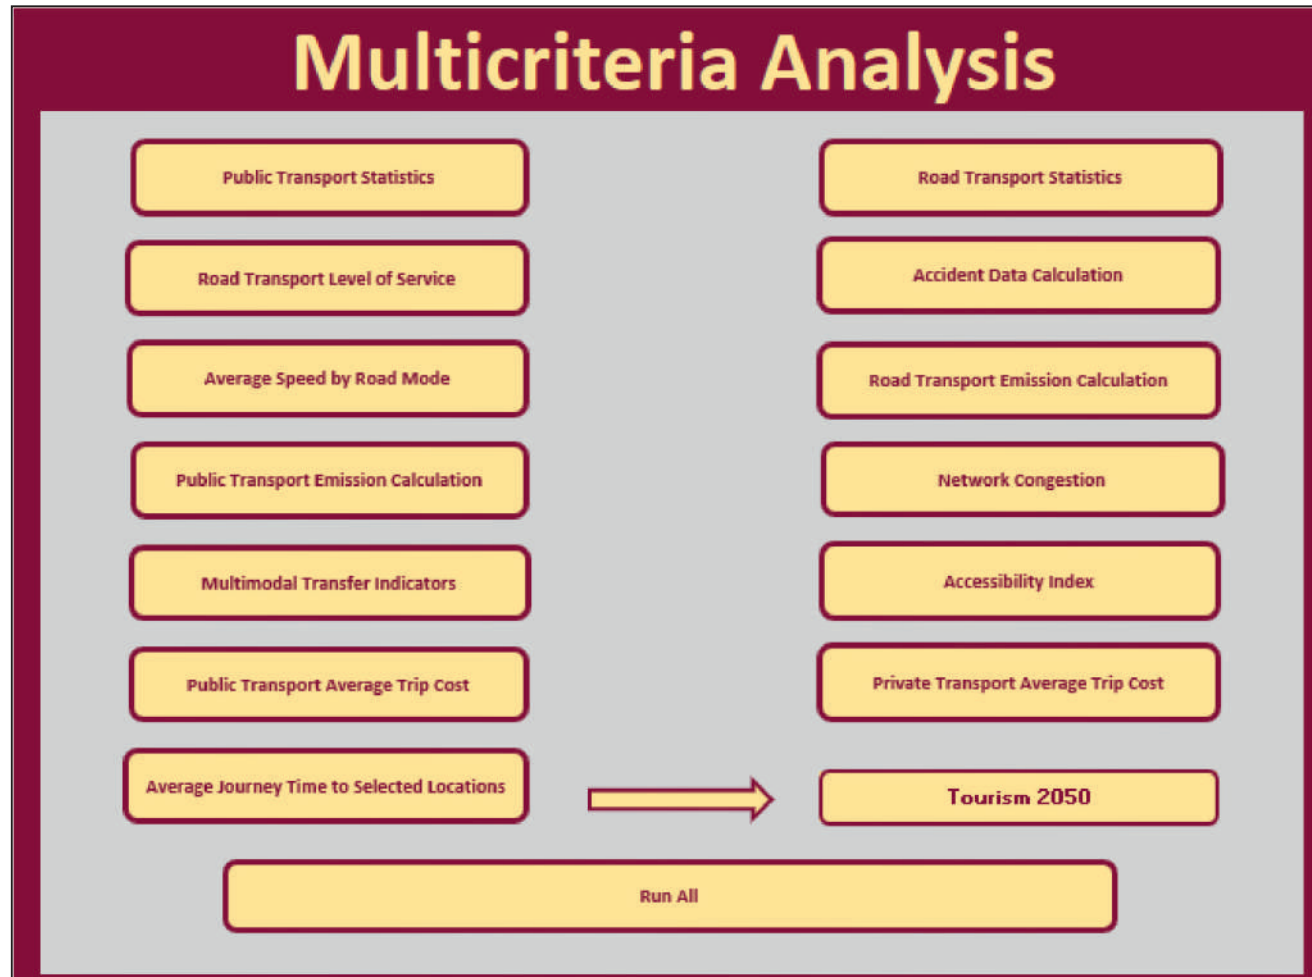 Multicriteria Analysis
Public Transport Statistics
Road Transport Statistics
Road Transport Level of Service
Accident Data Calculation
Average Speed by Road Mode
Road Transport Emission Calculation
Public Transport Emission Calculation
Network Congestion
Multimodal Transfer Indicators
Accessibility Index
Public Transport Average Trip Cost
Private Transport Average Trip Cost
Average Journey Time to Selected Locations
Tourism 2050
Run All